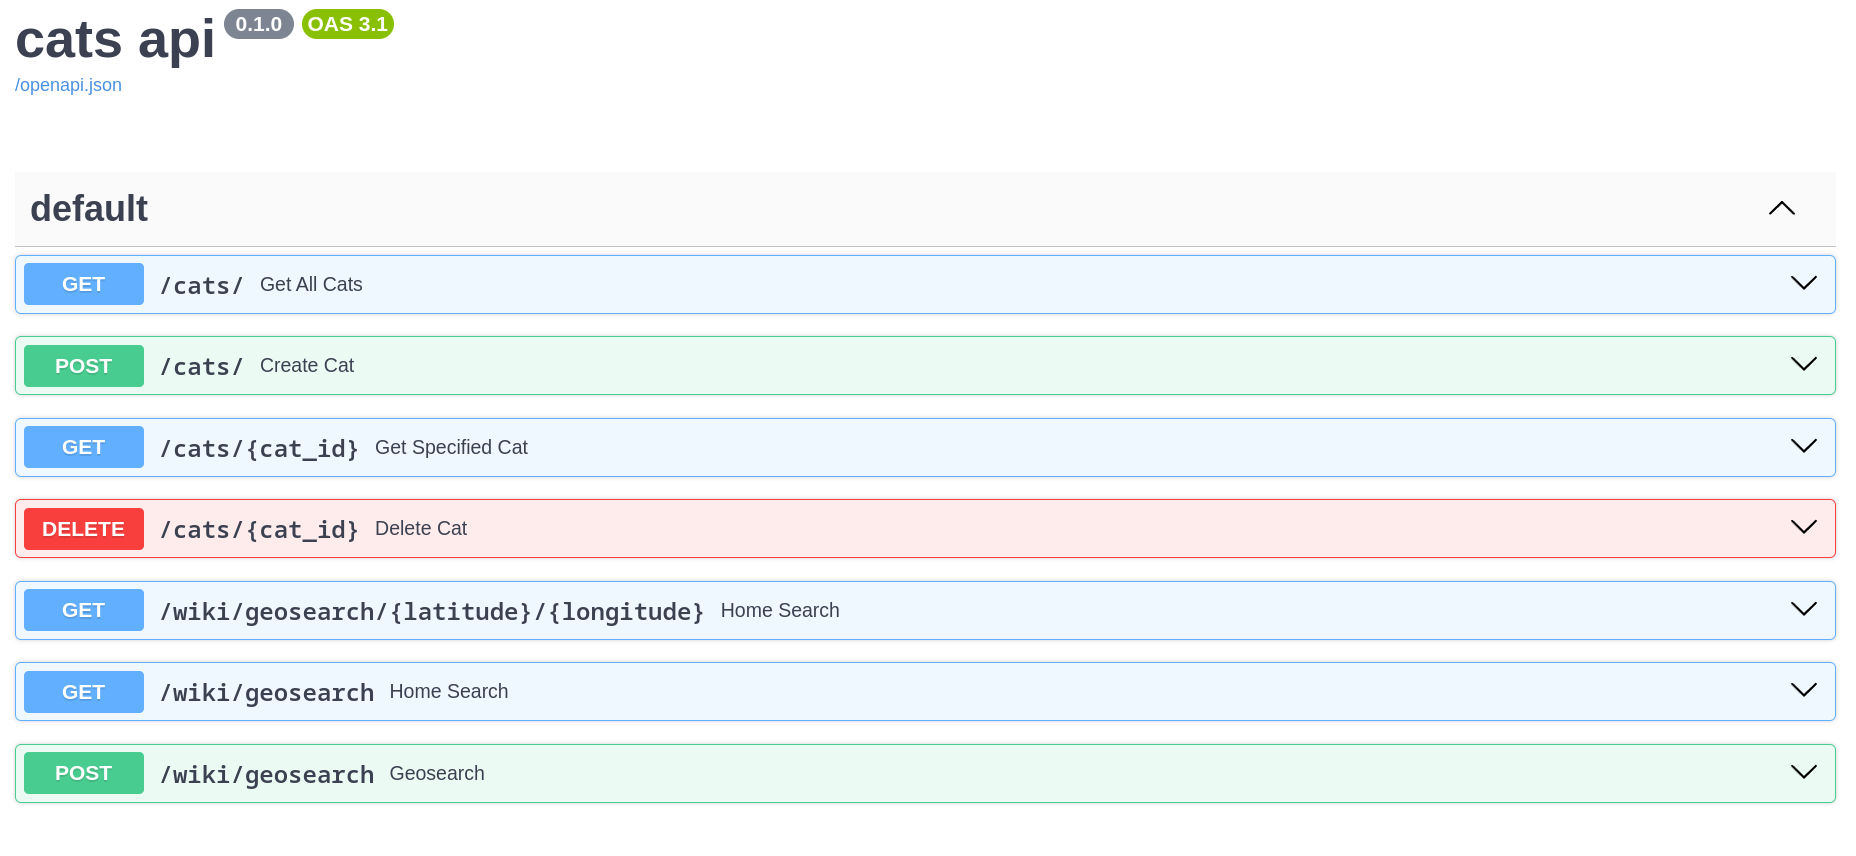 cats api 0.1.0 OAS 3.1
/openapi.json
default
GET /cats/ Get All Cats
POST /cats/ Create Cat
GET /cats/{cat_id} Get Specified Cat
DELETE /cats/{cat_id} Delete Cat
GET /wiki/geosearch/{latitude}/{longitude} Home Search
GET /wiki/geosearch Home Search
POST /wiki/geosearch Geosearch